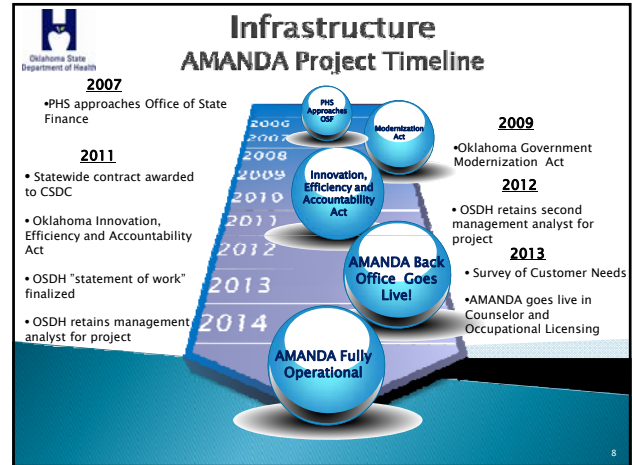 Oklahoma State
Department of Health
Infrastructure
AMANDA Project Timeline
2007
•PHS approaches Office of State
Finance
2011
• Statewide contract awarded
to CSDC
• Oklahoma Innovation,
Efficiency and Accountability
Act
• OSDH "statement of work"
finalized
• OSDH retains management
analyst for project
2006
2007
2008
2009
2010
2011
2012
2013
2014
PHS
Approaches
OSF
Modernization
Act
Innovation,
Efficiency and
Accountability
Act
AMANDA Back
Office Goes
Live!
AMANDA Fully
Operational
2009
•Oklahoma Government
Modernization Act
2012
• OSDH retains second
management analyst for
project
2013
• Survey of Customer Needs
•AMANDA goes live in
Counselor and
Occupational Licensing
8